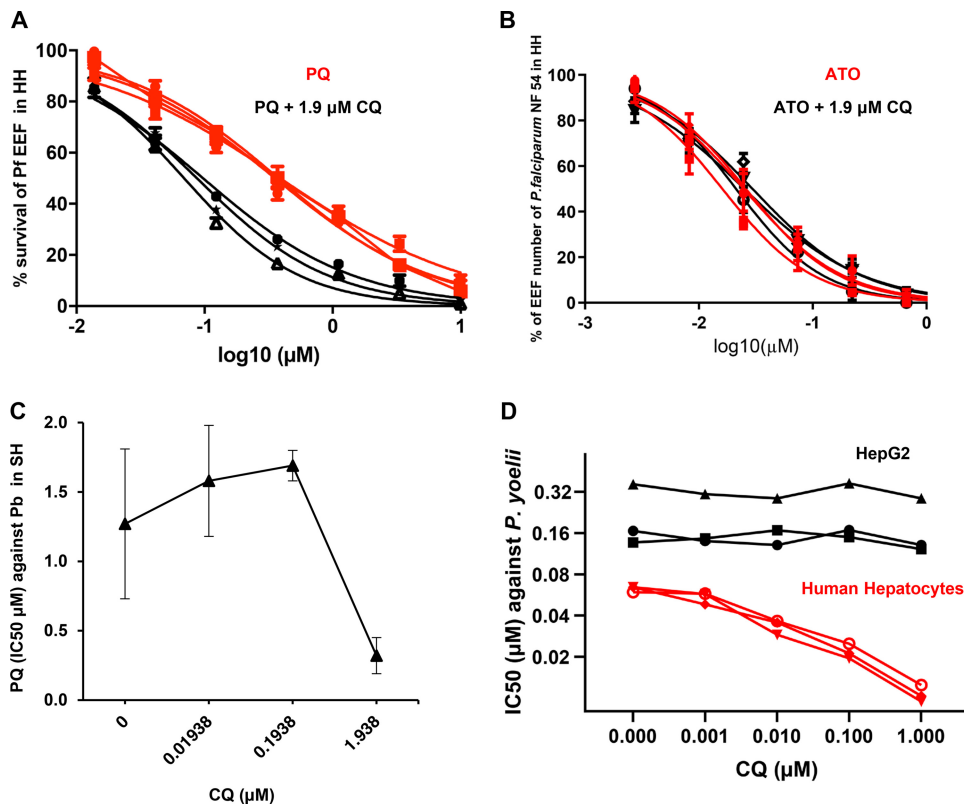 A
% survival of Pf EEF in HH
100
80
60
40
20
0
PQ
PQ + 1.9 µM CQ
-2
-1
0
1
log10 (µM)
B
% of EEF number of P.falciparum NF 54 in HH
100
80
60
40
20
0
ATO
ATO + 1.9 µM CQ
-3
-2
-1
0
log10(µM)
C
PQ (IC50 µM) against Pb in SH
2.0
1.5
1.0
0.5
0.0
0
0.01938
0.1938
1.938
CQ (µM)
D
IC50 (µM) against P. yoelii
0.32
0.16
0.08
0.04
0.02
HepG2
Human Hepatocytes
0.000
0.001
0.010
0.100
1.000
CQ (µM)